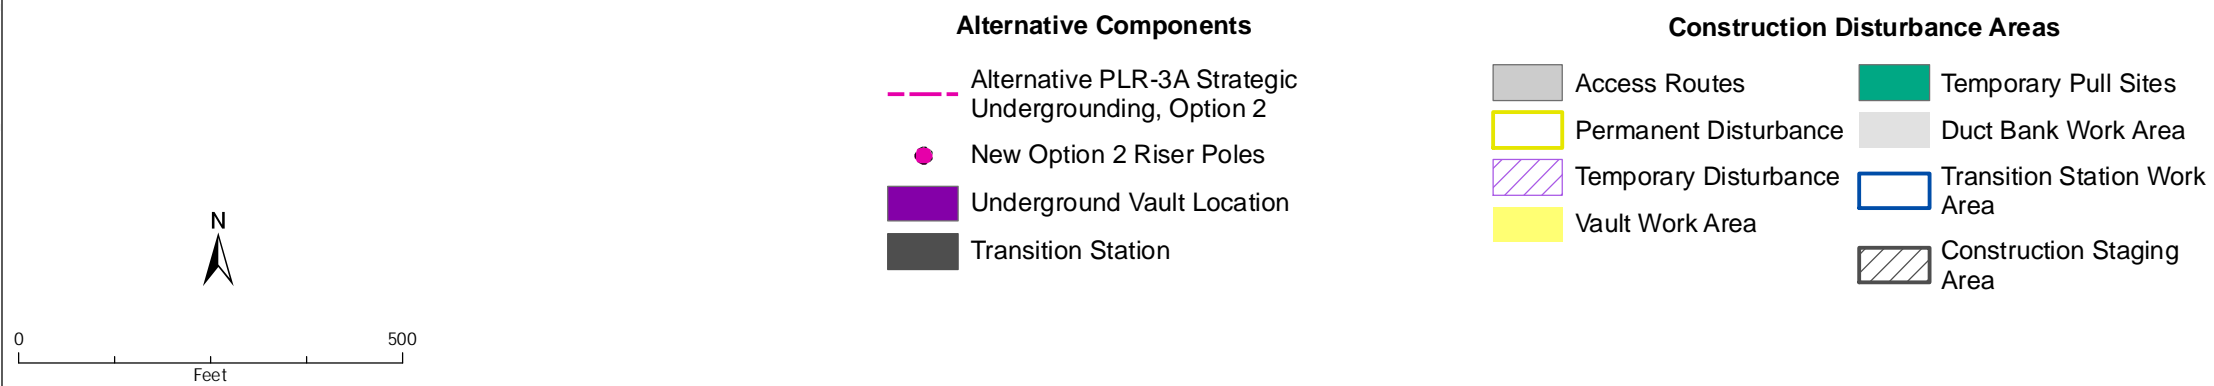 N
0 500
Feet
Alternative Components
Alternative PLR-3A Strategic
Undergrounding, Option 2
New Option 2 Riser Poles
Underground Vault Location
Transition Station
Construction Disturbance Areas
Access Routes
Permanent Disturbance
Temporary Disturbance
Vault Work Area
Temporary Pull Sites
Duct Bank Work Area
Transition Station Work
Area
Construction Staging
Area